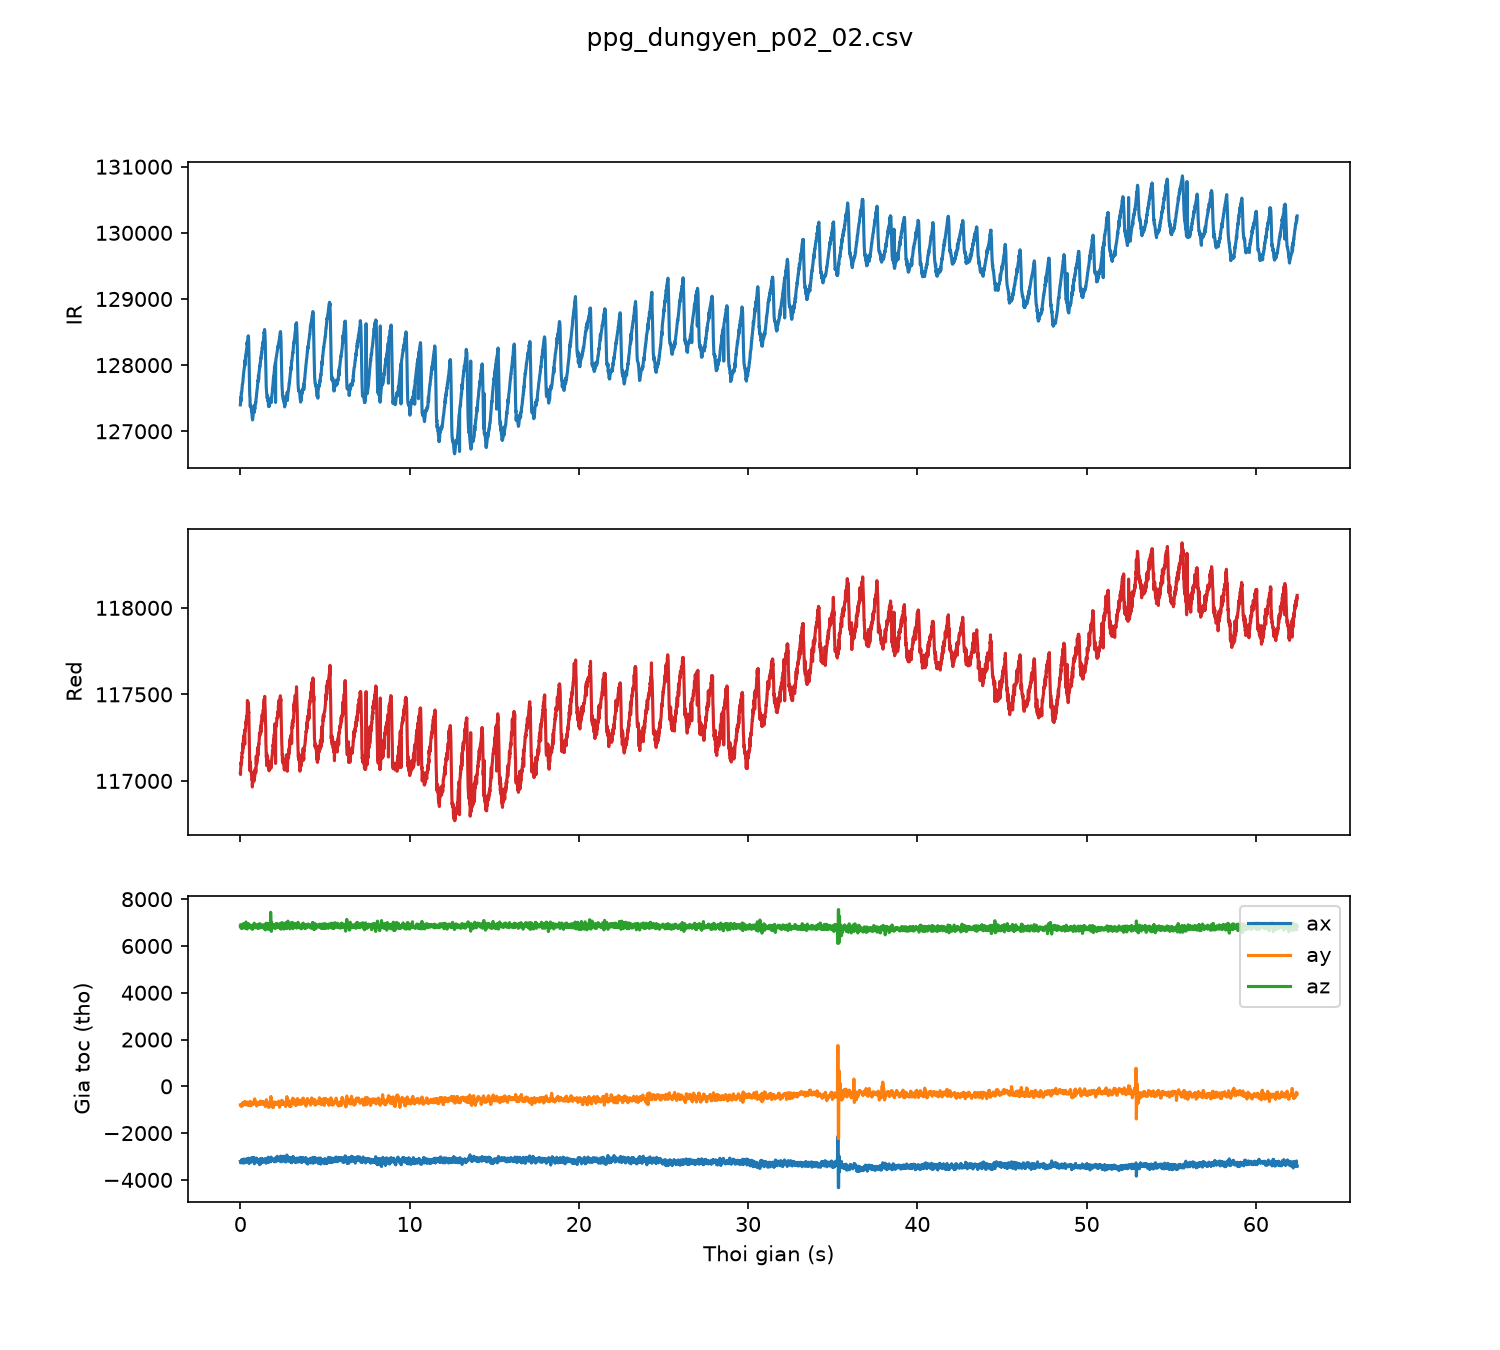 ppg_dungyen_p02_02.csv
131000
130000
129000
128000
127000
IR
118000
117500
117000
Red
8000
6000
4000
2000
0
−2000
−4000
Gia toc (tho)
ax
ay
az
0 10 20 30 40 50 60
Thoi gian (s)